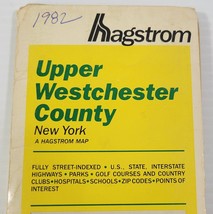 1982
hagstrom
Upper
Westchester
County
New York
A HAGSTROM MAP
FULLY STREET-INDEXED • U.S., STATE, INTERSTATE
HIGHWAYS • PARKS • GOLF COURSES AND COUNTRY
CLUBS • HOSPITALS • SCHOOLS • ZIP CODES • POINTS OF
INTEREST